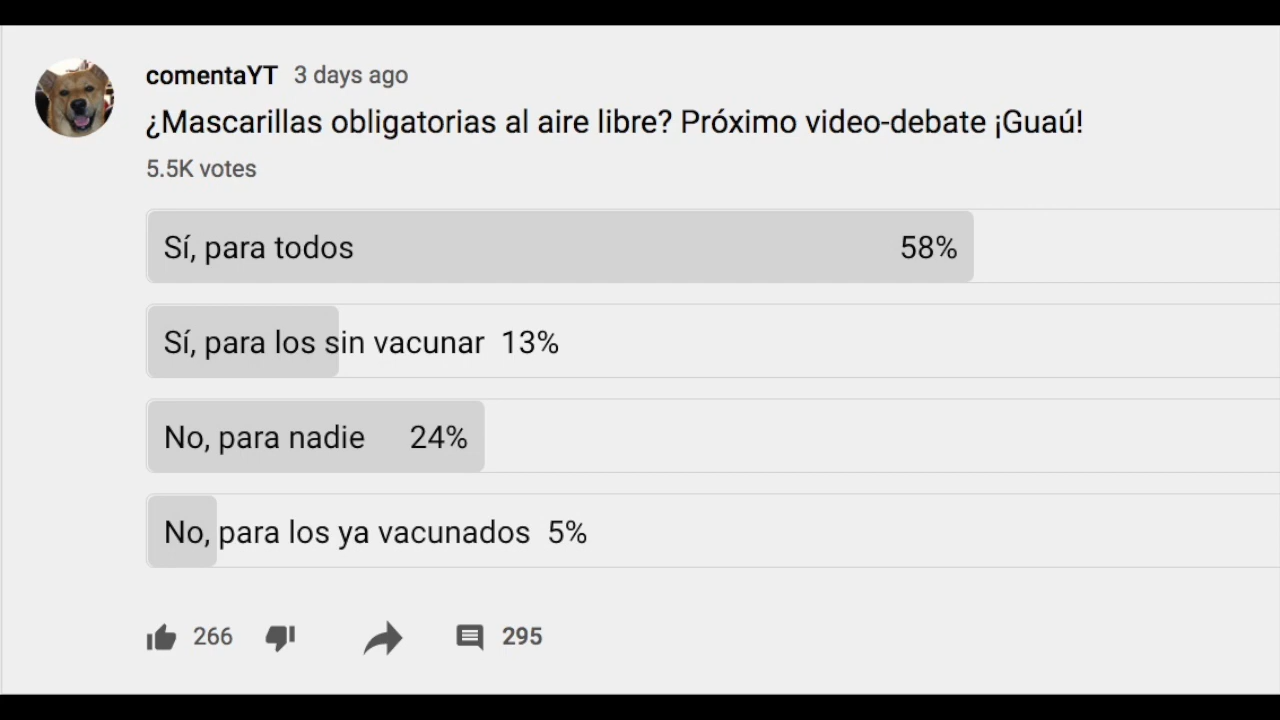 comentaYT 3 days ago
¿Mascarillas obligatorias al aire libre? Próximo video-debate ¡Guaú!
5.5K votes
Sí, para todos 58%
Sí, para los sin vacunar 13%
No, para nadie 24%
No, para los ya vacunados 5%
266 295